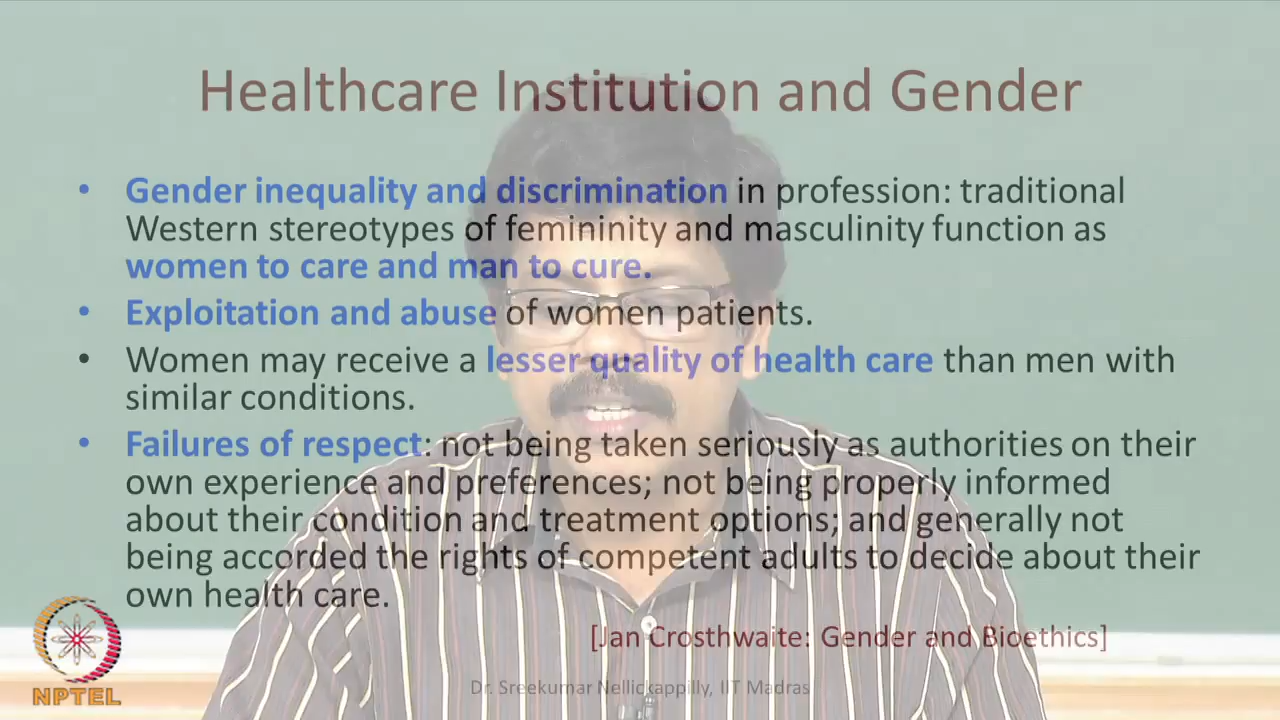 Healthcare Institution and Gender
• Gender inequality and discrimination in profession: traditional
Western stereotypes of femininity and masculinity function as
women to care and man to cure.
• Exploitation and abuse of women patients.
• Women may receive a lesser quality of health care than men with
similar conditions.
• Failures of respect: not being taken seriously as authorities on their
own experience and preferences; not being properly informed
about their condition and treatment options; and generally not
being accorded the rights of competent adults to decide about their
own health care.
[Jan Crosthwaite: Gender and Bioethics]
NPTEL
Dr. Sreekumar Nellickappilly, IIT Madras